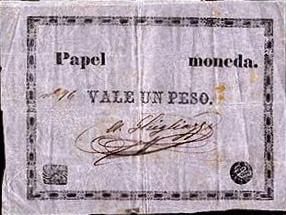 Papel moneda.
VALE UN PESO.